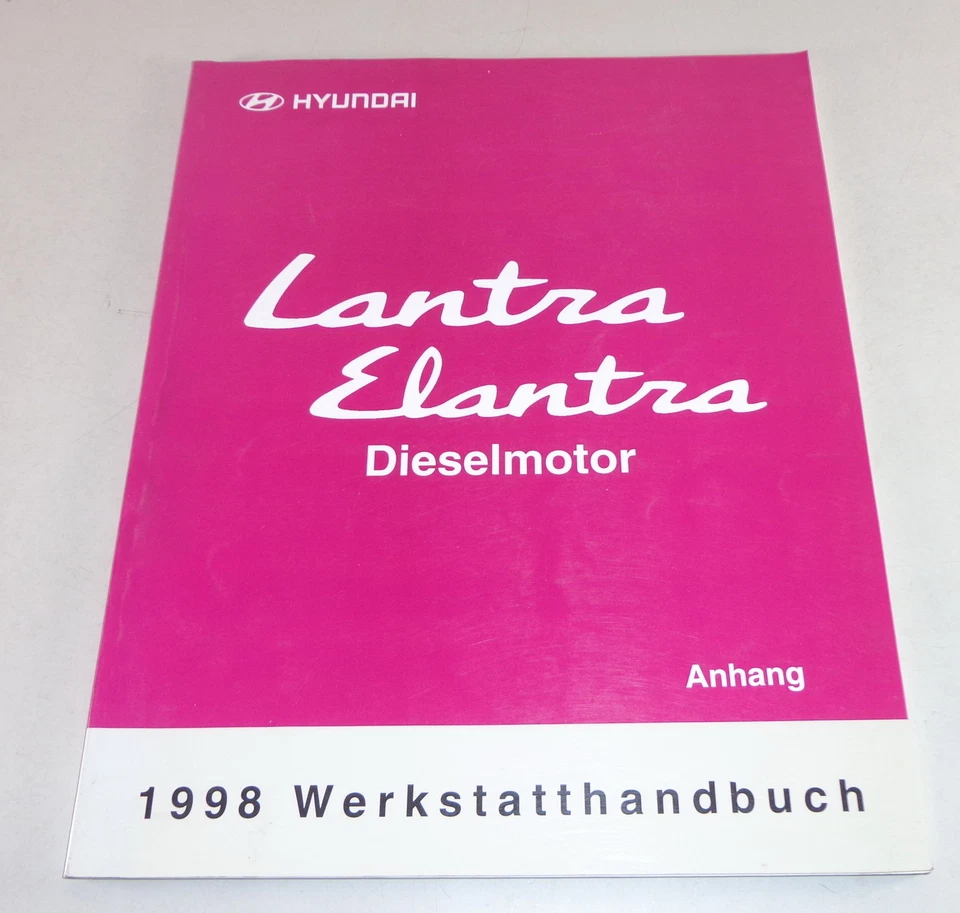 HYUNDAI
Lantra
Elantra
Dieselmotor
Anhang
1998 Werkstatthandbuch